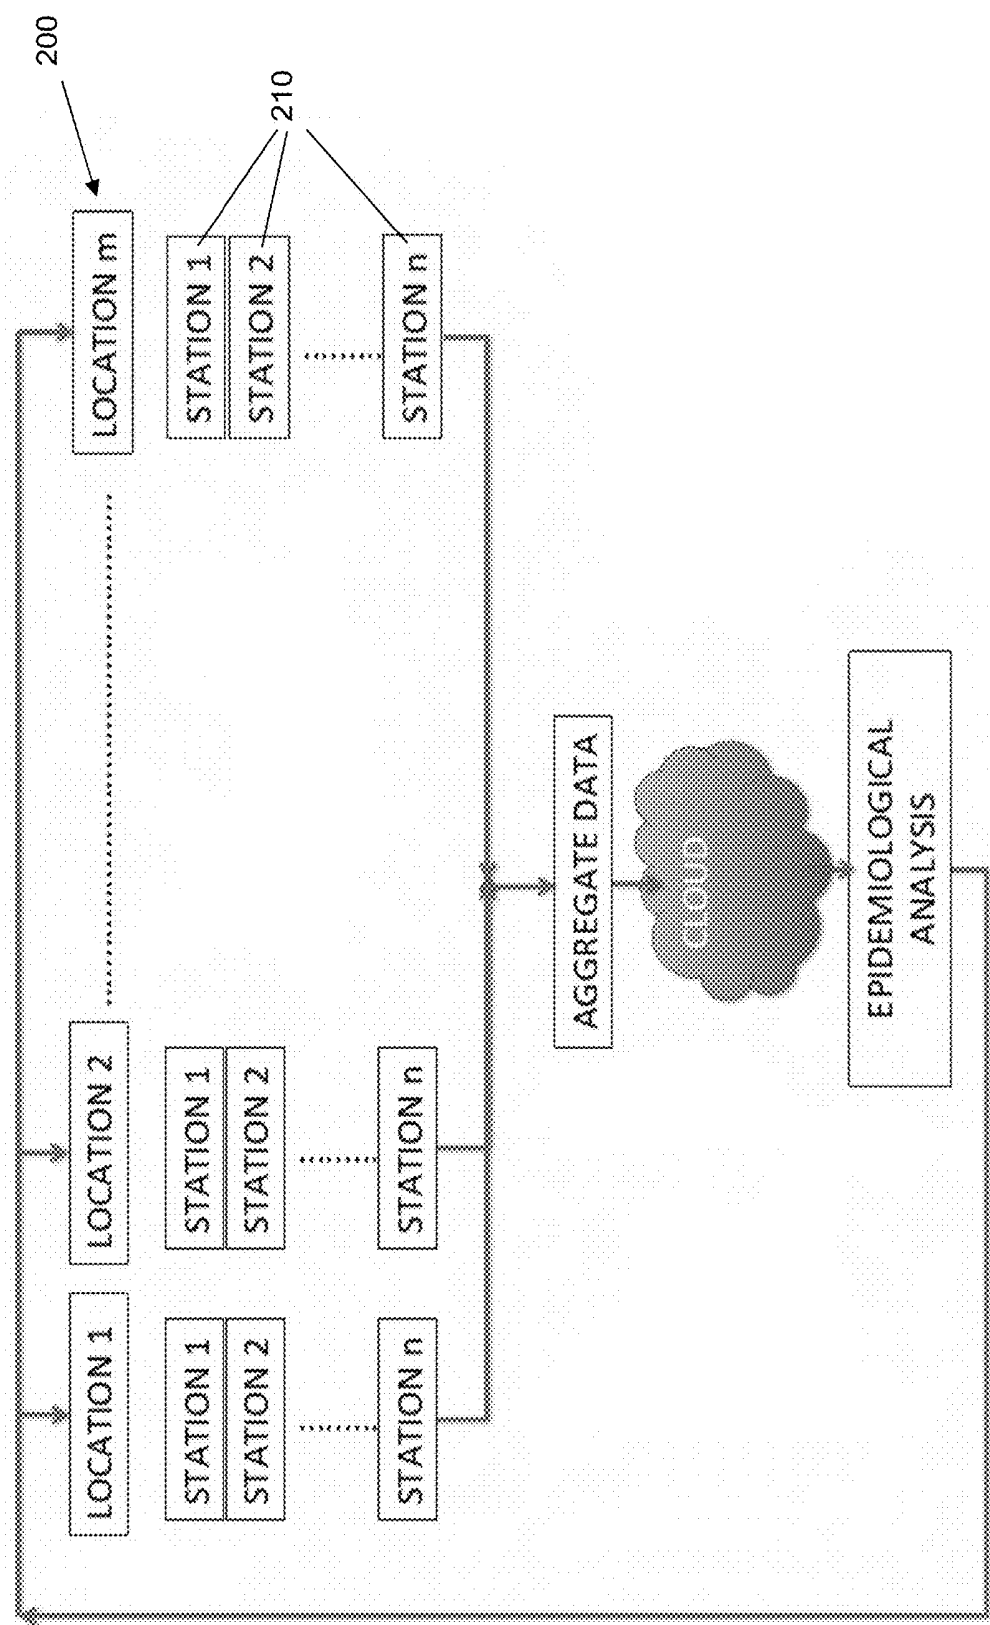 200
LOCATION 1
LOCATION 2
LOCATION m
210
STATION 1
STATION 1
STATION 1
STATION 2
STATION 2
STATION 2
STATION n
STATION n
STATION n
AGGREGATE DATA
CLOUD
EPIDEMIOLOGICAL
ANALYSIS